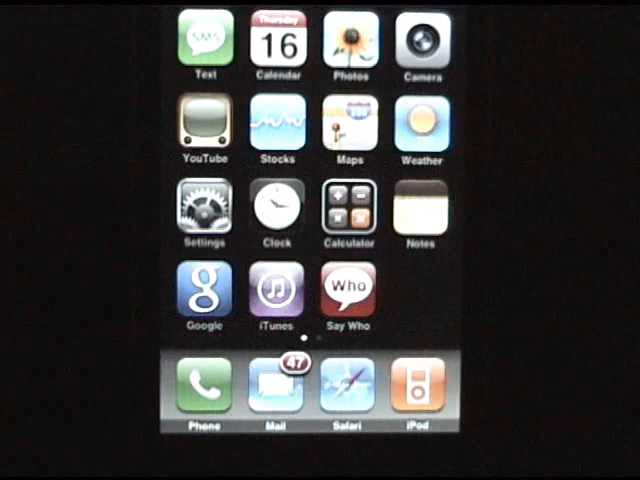 SMS
Thursday
16
Text Calendar Photos Camera
280
YouTube Stocks Maps Weather
Settings Clock Calculator Notes
g
Who
Google iTunes Say Who
47
Phone Mail Safari iPod